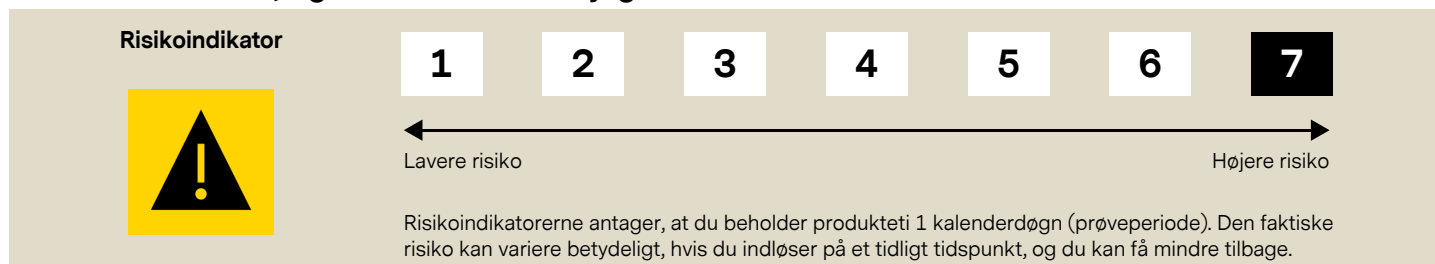 Risikoindikator
1 2 3 4 5 6 7
Lavere risiko Højere risiko
Risikoindikatorerne antager, at du beholder produkteti 1 kalenderdøgn (prøveperiode). Den faktiske
risiko kan variere betydeligt, hvis du indløser på et tidligt tidspunkt, og du kan få mindre tilbage.